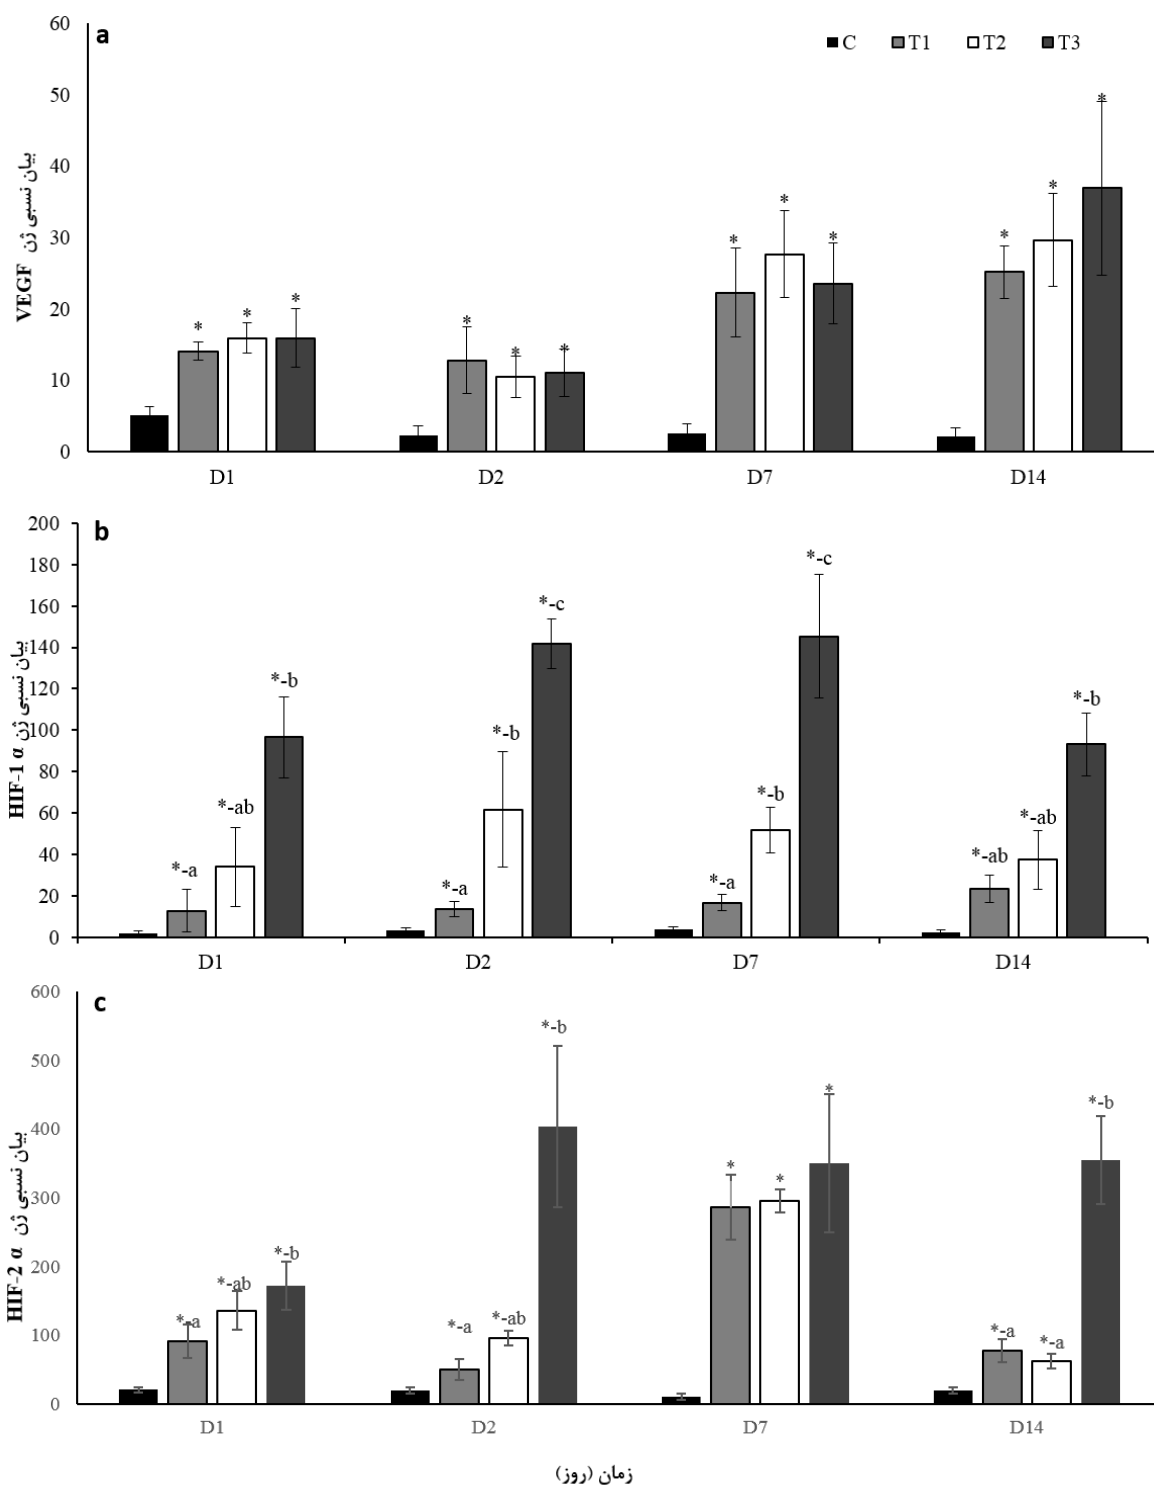 a
C T1 T2 T3
بیان نسبی ژن VEGF
60
50
40
30
20
10
0
* * * *
* * * *
* * * *
D1 D2 D7 D14
b
بیان نسبی ژن HIF-1 α
200
180
160
140
120
100
80
60
40
20
0
*-a *-ab *-b
*-a *-b *-c
*-a *-b *-c
*-ab *-ab *-b
D1 D2 D7 D14
c
بیان نسبی ژن HIF-2 α
600
500
400
300
200
100
0
*-a *-ab *-b
*-a *-ab *-b
* * *
*-a *-a *-b
D1 D2 D7 D14
زمان (روز)